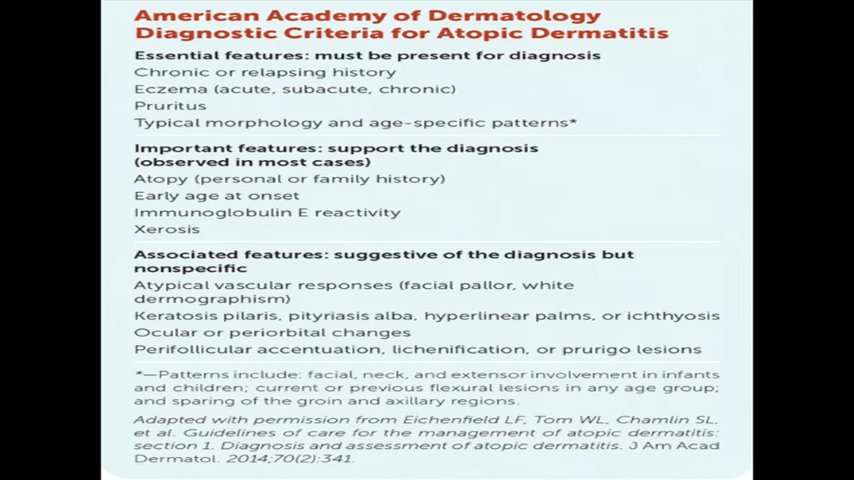 American Academy of Dermatology
Diagnostic Criteria for Atopic Dermatitis
Essential features: must be present for diagnosis
Chronic or relapsing history
Eczema (acute, subacute, chronic)
Pruritus
Typical morphology and age-specific patterns*
Important features: support the diagnosis
(observed in most cases)
Atopy (personal or family history)
Early age at onset
Immunoglobulin E reactivity
Xerosis
Associated features: suggestive of the diagnosis but
nonspecific
Atypical vascular responses (facial pallor, white
dermographism)
Keratosis pilaris, pityriasis alba, hyperlinear palms, or ichthyosis
Ocular or periorbital changes
Perifollicular accentuation, lichenification, or prurigo lesions
*—Patterns include: facial, neck, and extensor involvement in infants
and children; current or previous flexural lesions in any age group;
and sparing of the groin and axillary regions.
Adapted with permission from Eichenfield LF, Tom WL, Chamlin SL,
et al. Guidelines of care for the management of atopic dermatitis:
section 1. Diagnosis and assessment of atopic dermatitis. J Am Acad
Dermatol. 2014;70(2):341.